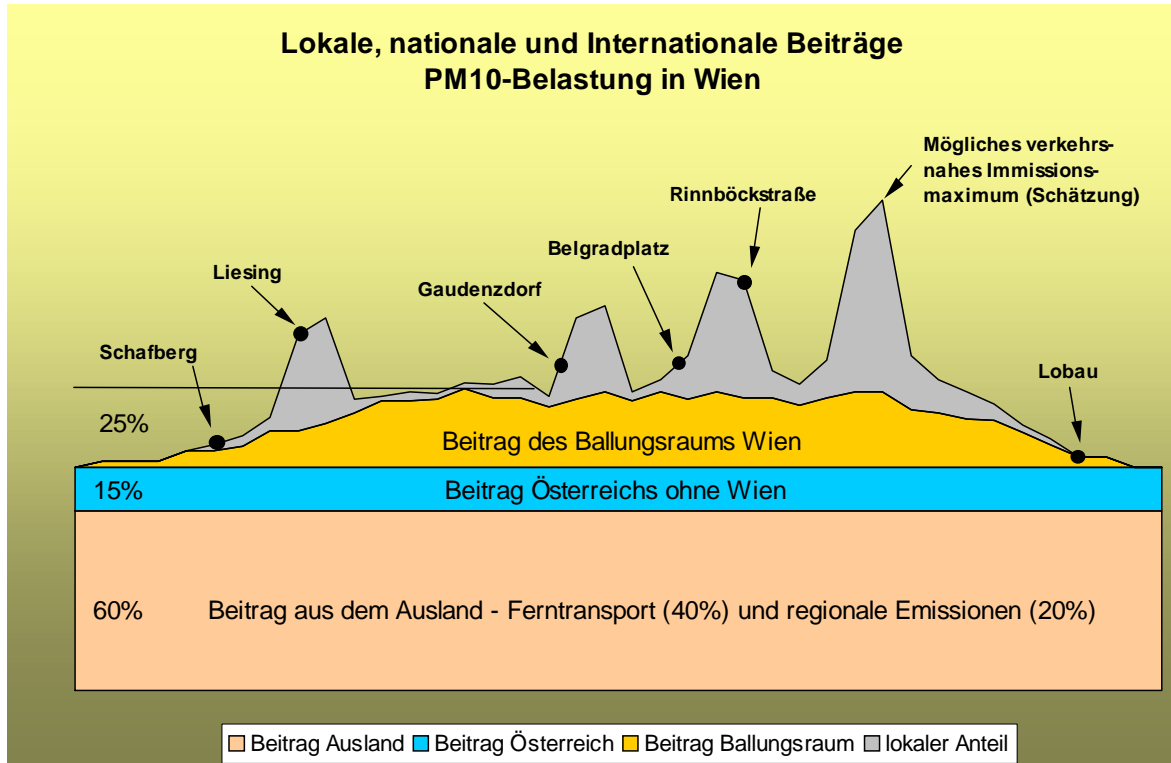 Lokale, nationale und Internationale Beiträge
PM10-Belastung in Wien
Mögliches verkehrs-
nahes Immissions-
maximum (Schätzung)
Rinnböckstraße
Belgradplatz
Liesing
Gaudenzdorf
Schafberg
Lobau
25%
Beitrag des Ballungsraums Wien
15%
Beitrag Österreichs ohne Wien
60%
Beitrag aus dem Ausland - Ferntransport (40%) und regionale Emissionen (20%)
Beitrag Ausland
Beitrag Österreich
Beitrag Ballungsraum
lokaler Anteil